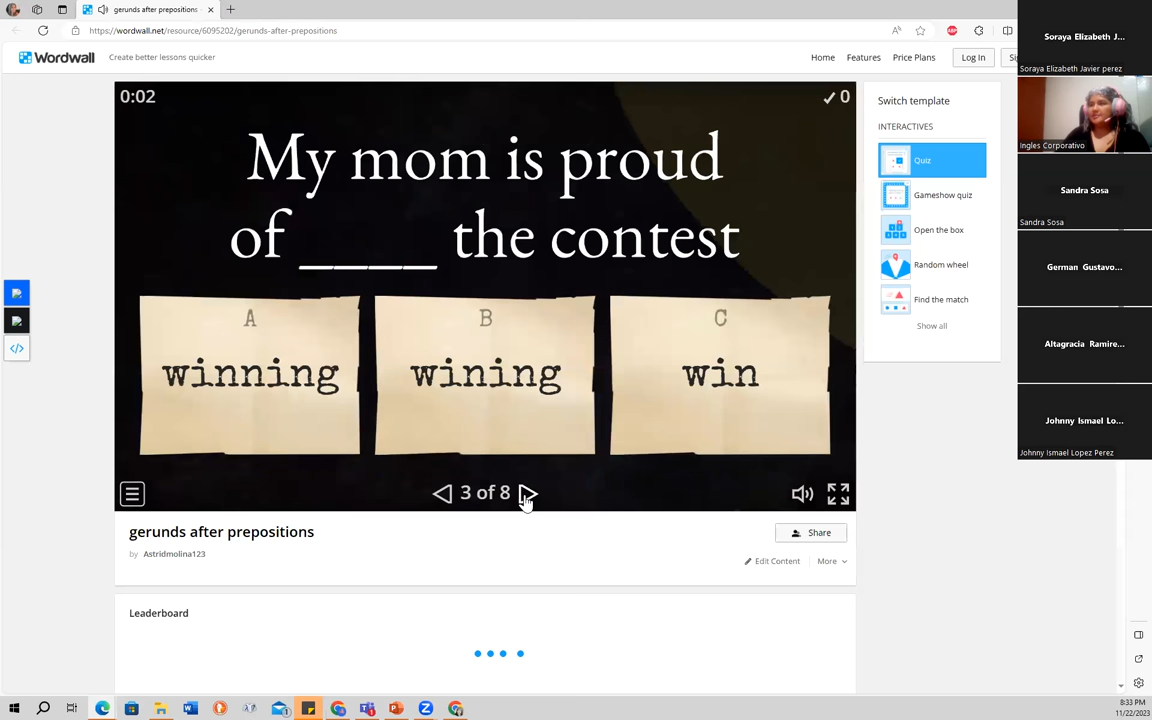 gerunds after prepositions -
https://wordwall.net/resource/6095202/gerunds-after-prepositions
ABP
Wordwall
Create better lessons quicker
Home
Features
Price Plans
Log In
0:02
0
My mom is proud
of ____ the contest
A
winning
B
wining
C
win
3 of 8
gerunds after prepositions
by Astridmolina123
Share
Edit Content
More
Leaderboard
Switch template
INTERACTIVES
Quiz
Gameshow quiz
Open the box
Random wheel
Find the match
Show all
Soraya Elizabeth J...
Soraya Elizabeth Javier perez
Ingles Corporativo
Sandra Sosa
Sandra Sosa
German Gustavo...
Altagracia Ramire...
Johnny Ismael Lo...
Johnny Ismael Lopez Perez
8:33 PM
11/22/2023